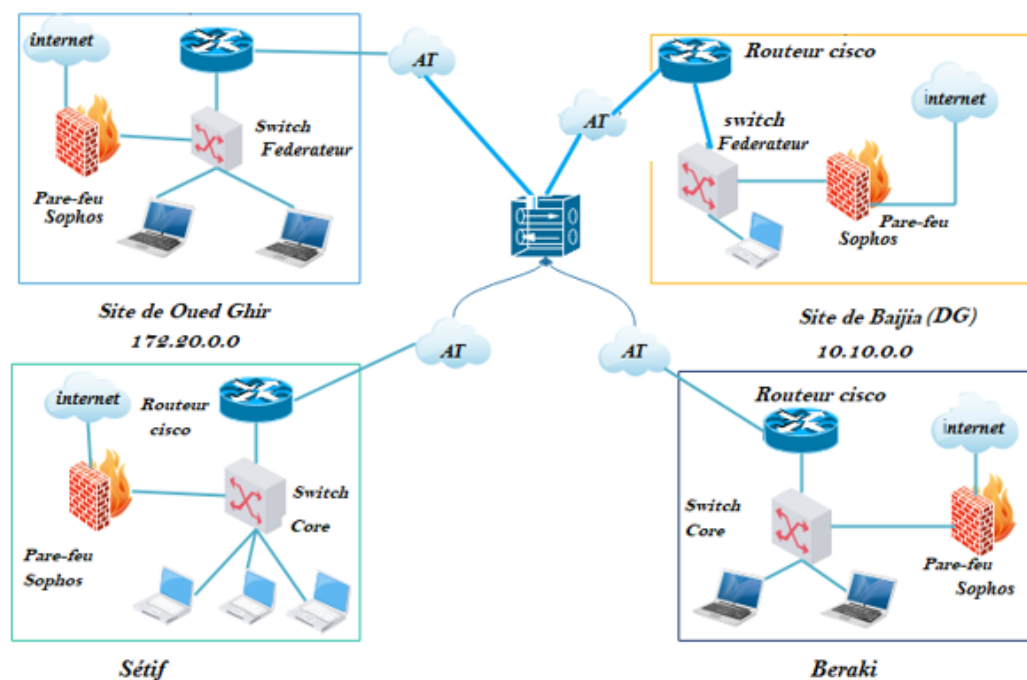 internet
AT
Switch
Federateur
Pare-feu
Sophos
Site de Oued Ghir
172.20.0.0
Routeur cisco
AT
switch
Federateur
internet
Pare-feu
Sophos
Site de Baijia (DG)
10.10.0.0
internet
Routeur
cisco
AT
Switch
Core
Pare-feu
Sophos
Sétif
AT
Routeur cisco
internet
Switch
Core
Pare-feu
Sophos
Beraki